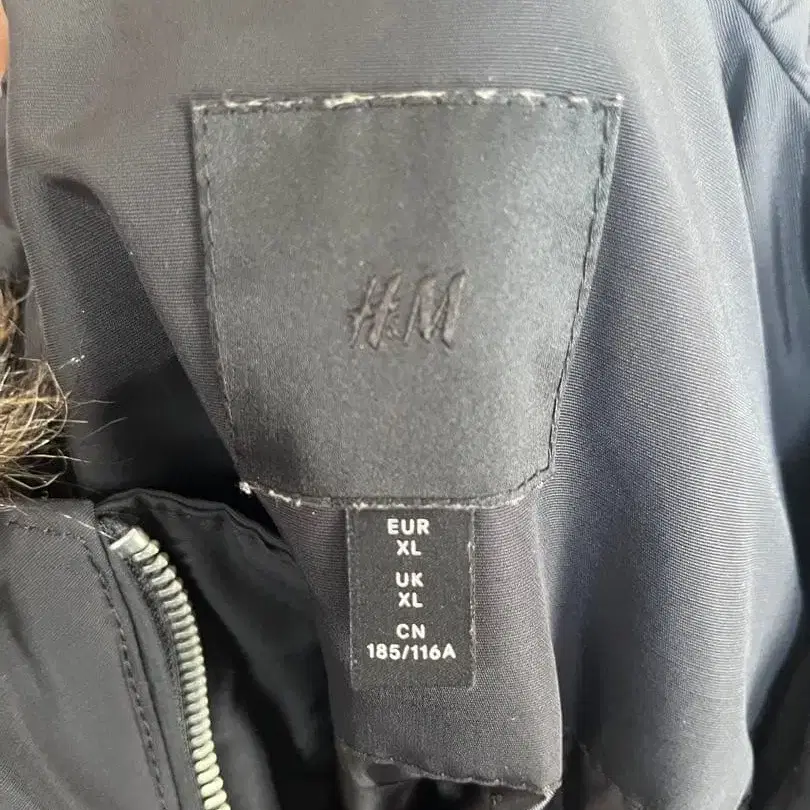 H&M
EUR
XL
UK
XL
CN
185/116A